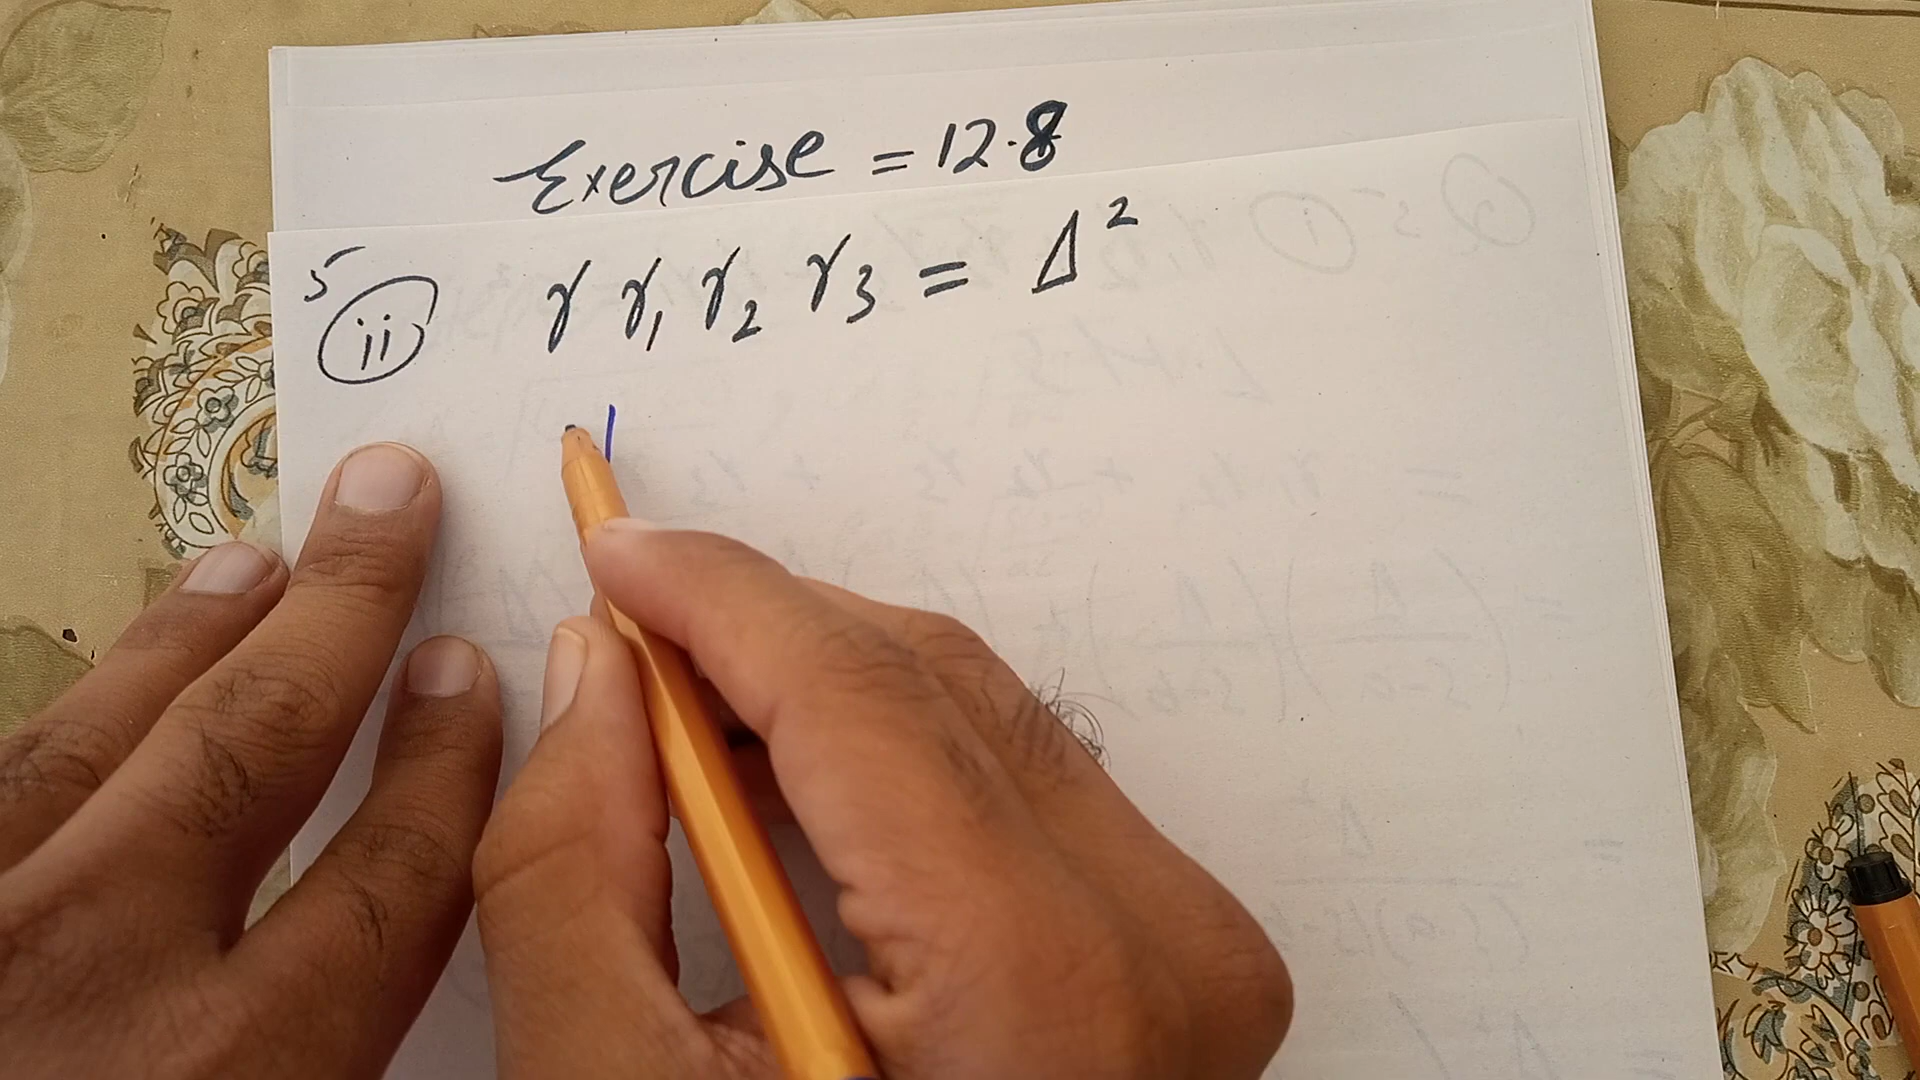 Exercise = 12.8
5 (ii) r r₁ r₂ r₃ = Δ²